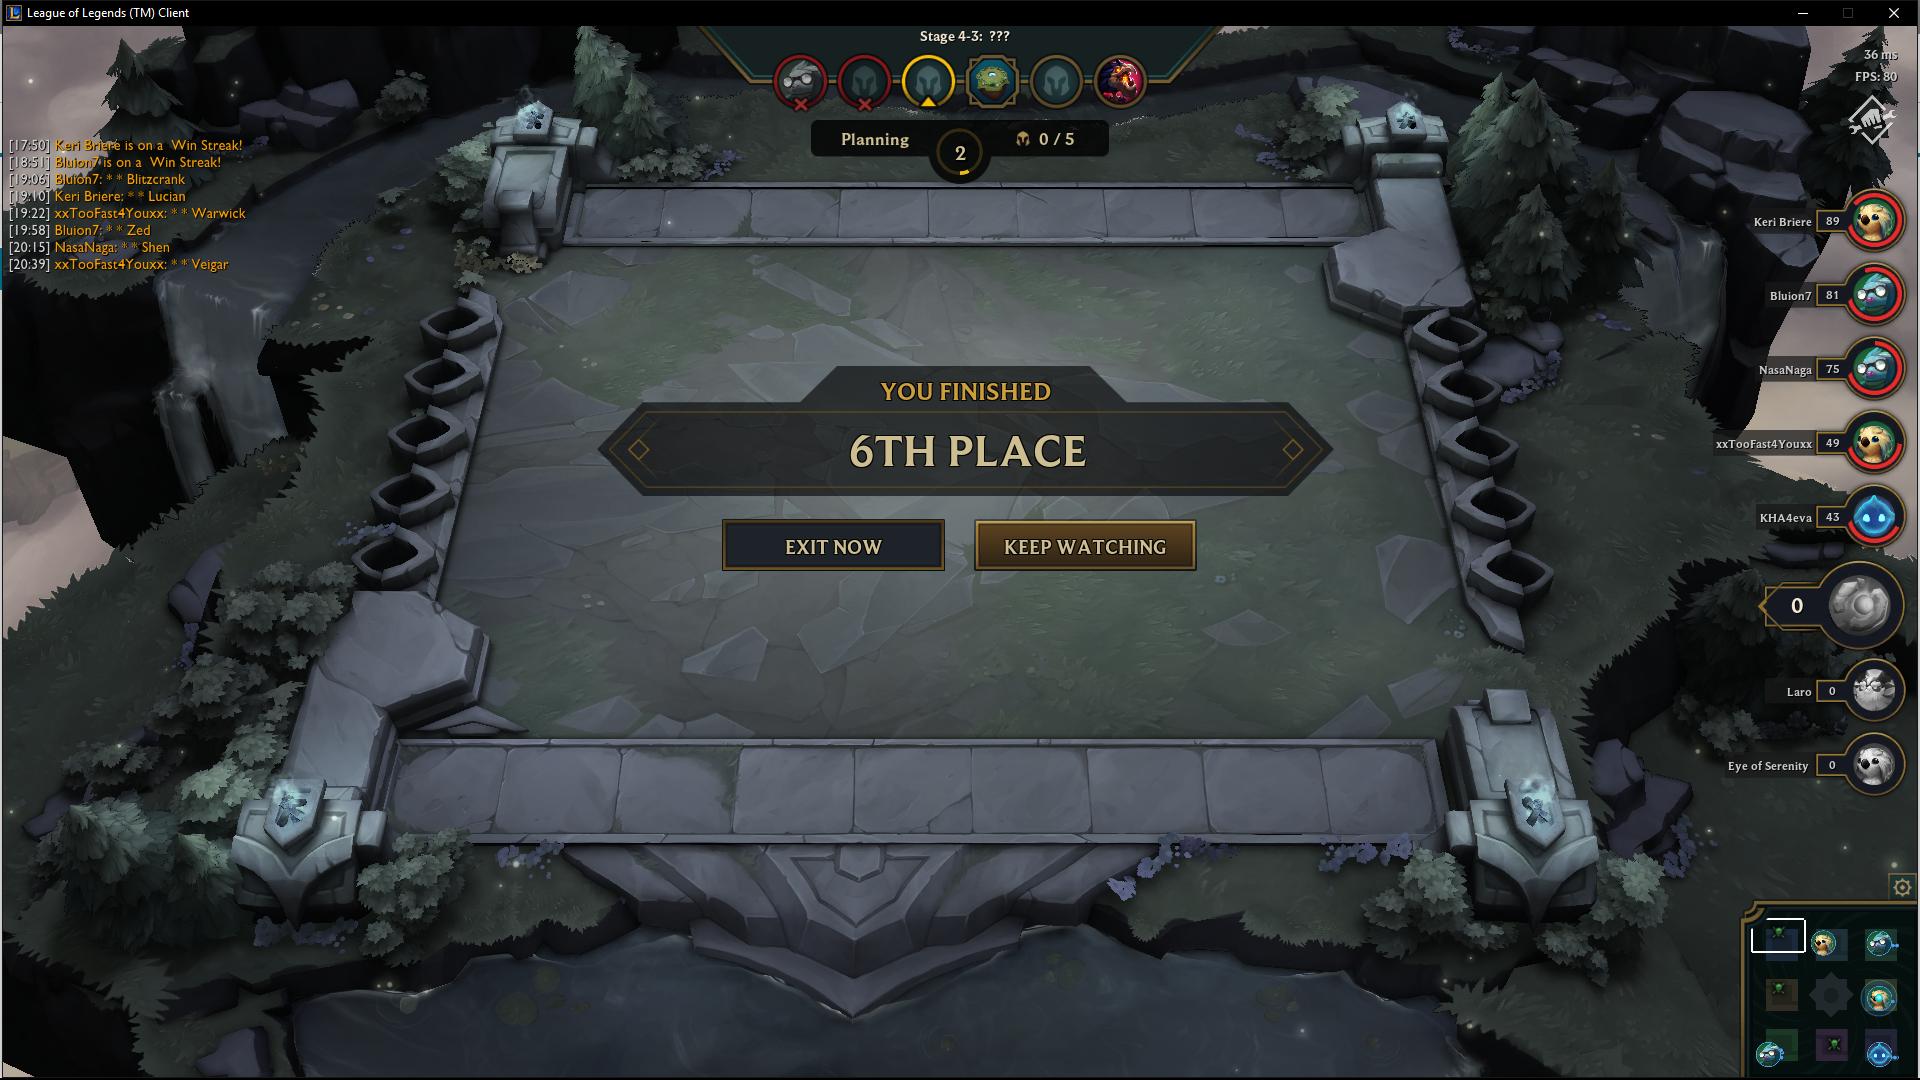 League of Legends (TM) Client
Stage 4-3: ???
36 ms
FPS: 80
Planning
2
0 / 5
[17:50] Keri Briere is on a  Win Streak!
[18:51] Bluion7 is on a  Win Streak!
[19:06] Bluion7: * * Blitzcrank
[19:10] Keri Briere: * * Lucian
[19:22] xxTooFast4Youxx: * * Warwick
[19:58] Bluion7: * * Zed
[20:15] NasaNaga: * * Shen
[20:39] xxTooFast4Youxx: * * Veigar
Keri Briere 89
Bluion7 81
NasaNaga 75
xxTooFast4Youxx 49
KHA4eva 43
0
Laro 0
Eye of Serenity 0
YOU FINISHED
6TH PLACE
EXIT NOW
KEEP WATCHING